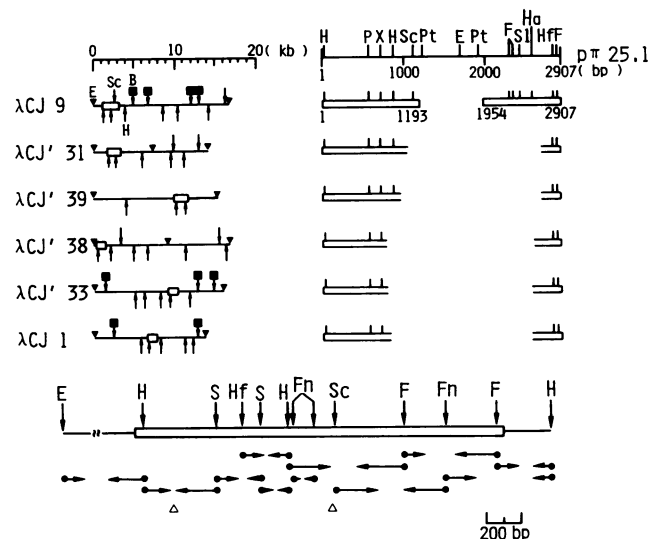 0 10 20( kb)
H P X H Sc Pt E Pt F S1 Ha Hf F
pπ 25.1
1 1000 2000 2907(bp)
E Sc B
λCJ 9
H
1 1193 1954 2907
λCJ' 31
λCJ' 39
λCJ' 38
λCJ' 33
λCJ 1
E H S Hf S H Fn Sc F Fn F H
200 bp